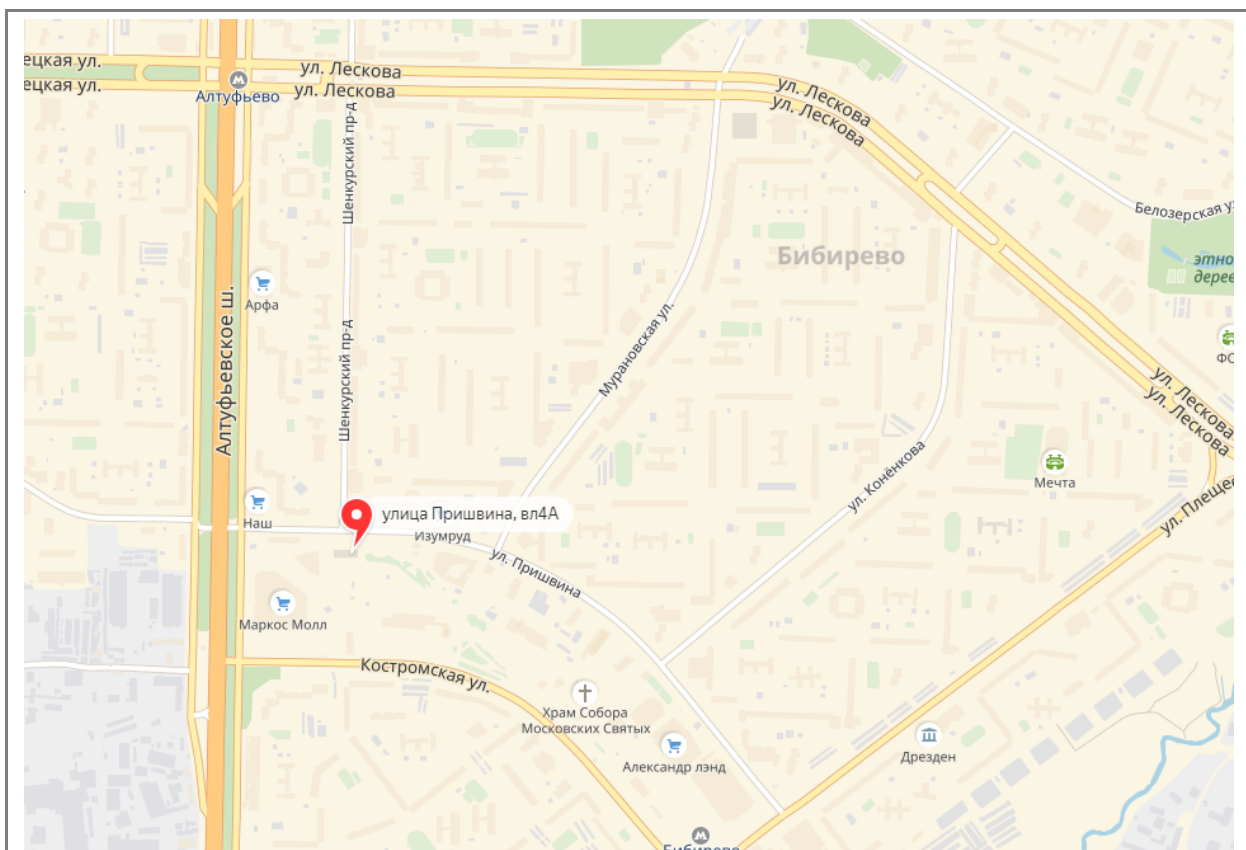 ецкая ул.
ул. Лескова
ецкая ул.
ул. Лескова
Алтуфьево
ул. Лескова
ул. Лескова
Шенкурский пр-д
Белозерская у
Бибирево
этно
дерев
Арфа
Алтуфьевское ш.
Мурановская ул.
Шенкурский пр-д
ФО
ул. Лескова
ул. Лескова
ул. Конёнкова
Мечта
ул. Плещее
Наш
улица Пришвина, вл4А
Изумруд
ул. Пришвина
Маркос Молл
Костромская ул.
Храм Собора
Московских Святых
Александр лэнд
Дрезден
Бибирево